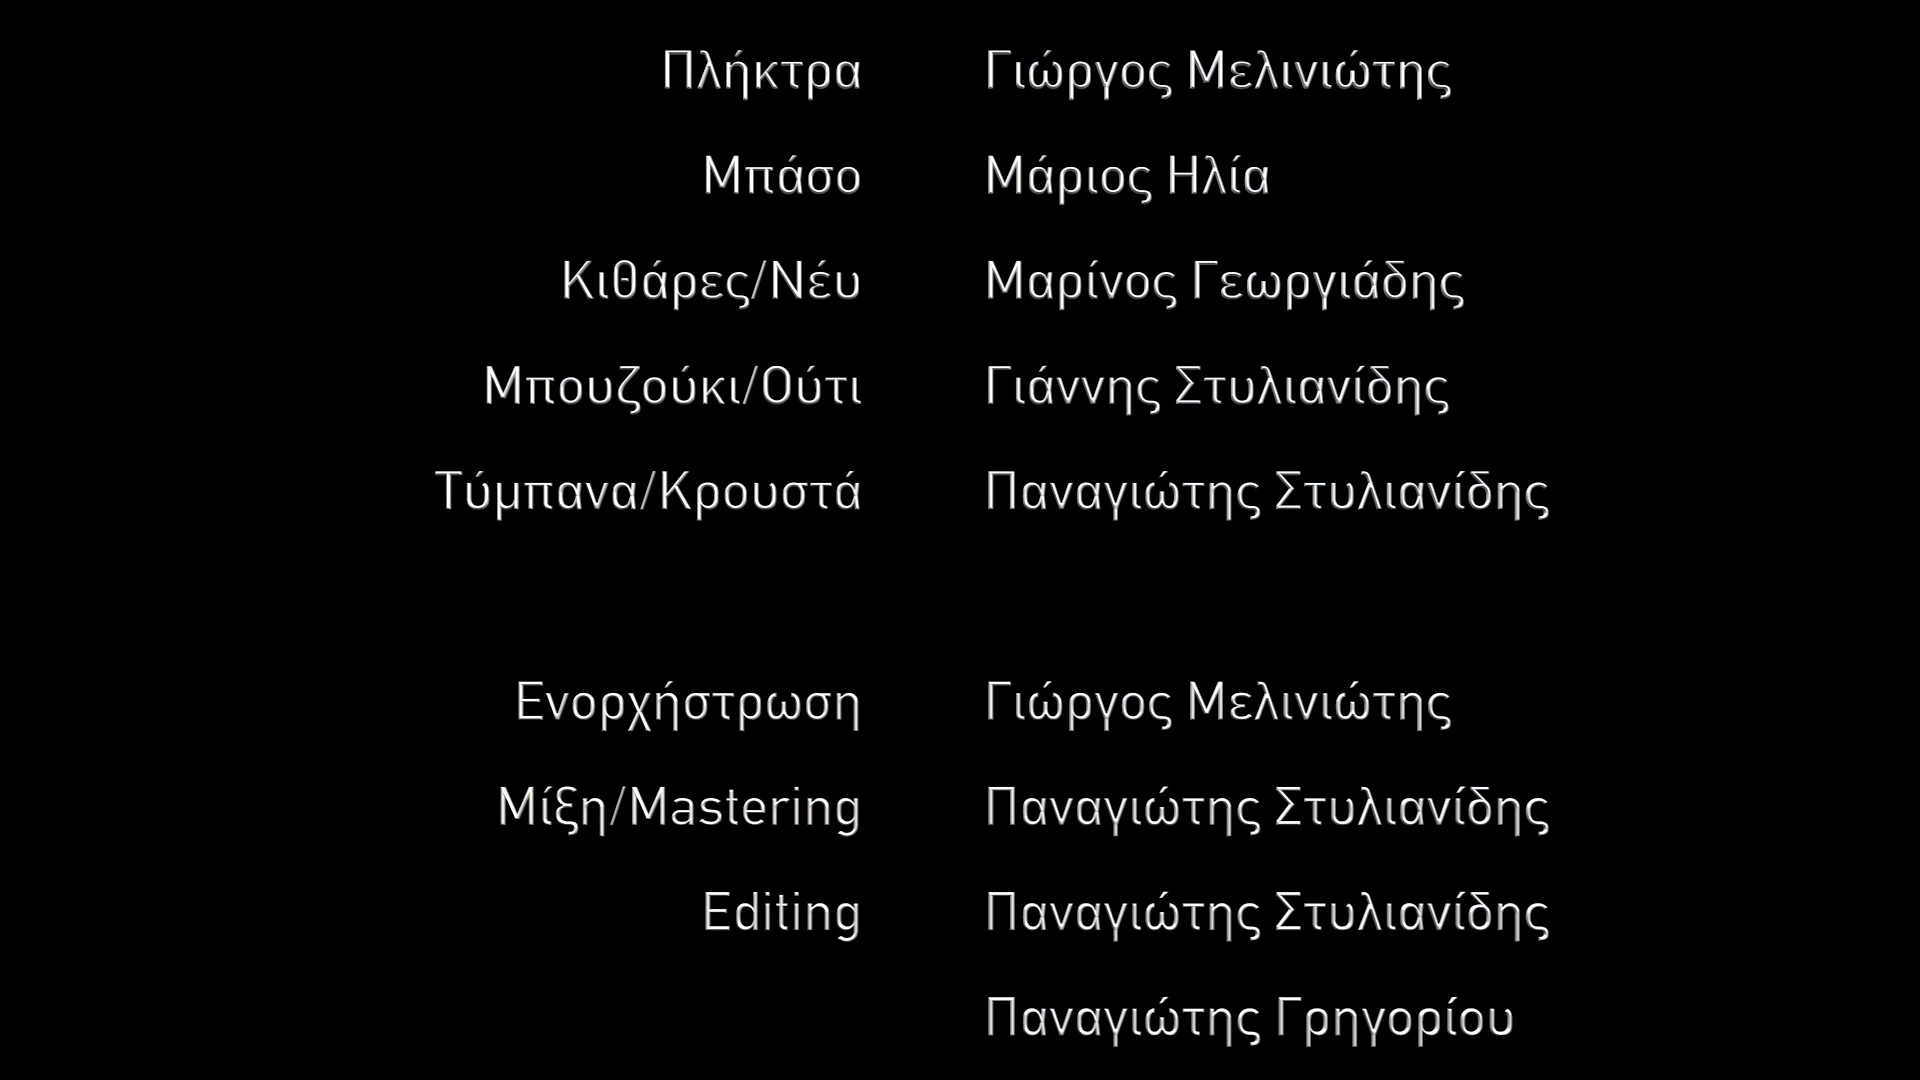 Πλήκτρα Γιώργος Μελινιώτης
Μπάσο Μάριος Ηλία
Κιθάρες/Νέυ Μαρίνος Γεωργιάδης
Μπουζούκι/Ούτι Γιάννης Στυλιανίδης
Τύμπανα/Κρουστά Παναγιώτης Στυλιανίδης
Ενορχήστρωση Γιώργος Μελινιώτης
Μίξη/Mastering Παναγιώτης Στυλιανίδης
Editing Παναγιώτης Στυλιανίδης
Παναγιώτης Γρηγορίου